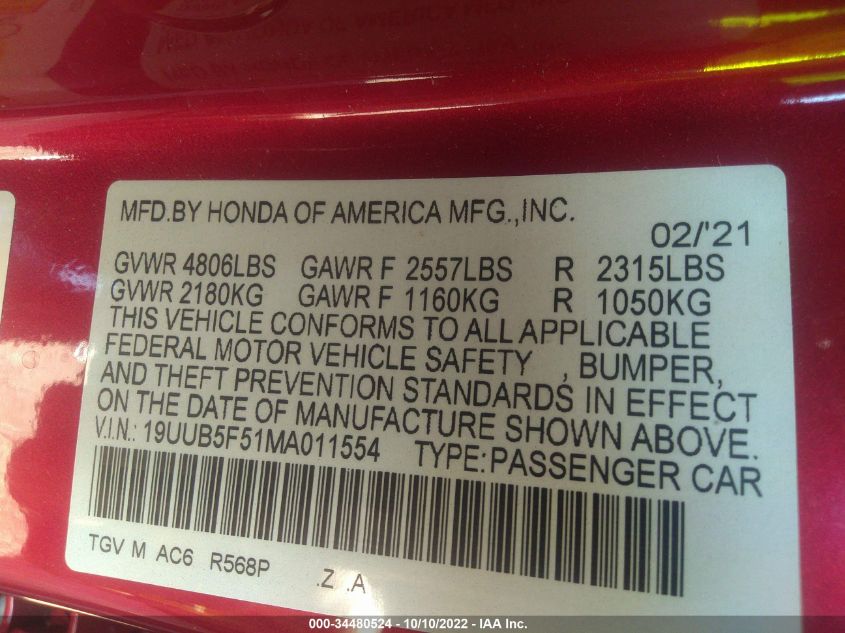 MFD.BY HONDA OF AMERICA MFG.,INC.
02/'21
GVWR 4806LBS GAWR F 2557LBS R 2315LBS
GVWR 2180KG GAWR F 1160KG R 1050KG
THIS VEHICLE CONFORMS TO ALL APPLICABLE
FEDERAL MOTOR VEHICLE SAFETY , BUMPER,
AND THEFT PREVENTION STANDARDS IN EFFECT
ON THE DATE OF MANUFACTURE SHOWN ABOVE.
V.I.N.: 19UUB5F51MA011554 TYPE:PASSENGER CAR
TGV M AC6 R568P .Z .A
000-34480524 - 10/10/2022 - IAA Inc.